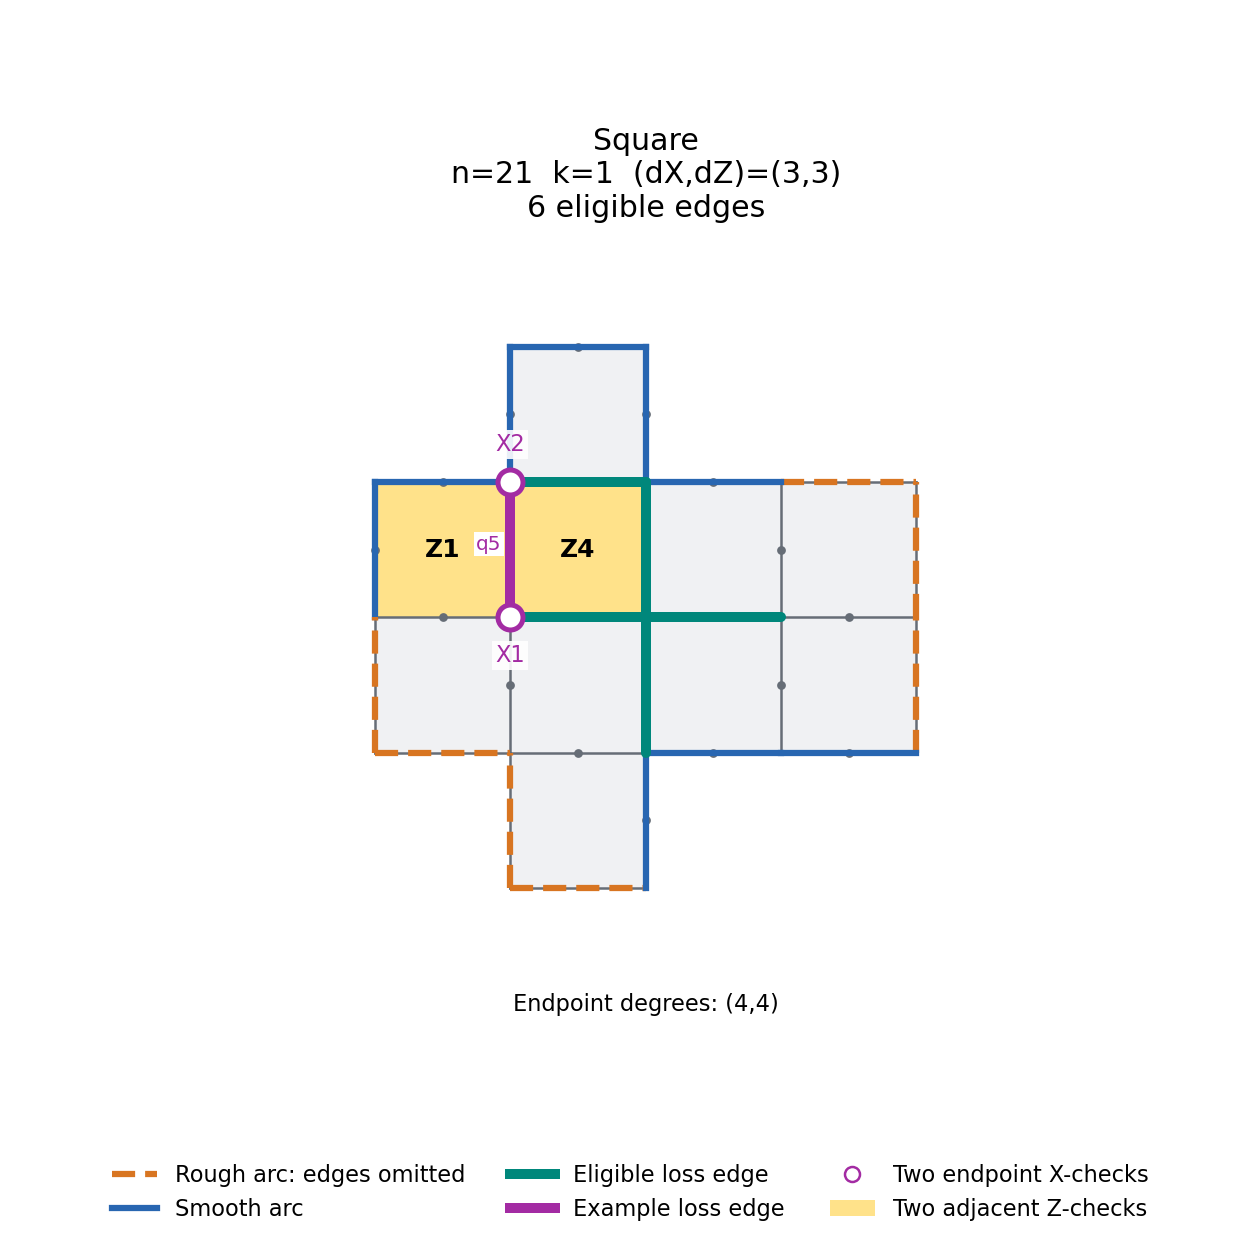 Square
n=21 k=1 (dX,dZ)=(3,3)
6 eligible edges
X2
Z1
q5
Z4
X1
Endpoint degrees: (4,4)
Rough arc: edges omitted
Smooth arc
Eligible loss edge
Example loss edge
Two endpoint X-checks
Two adjacent Z-checks